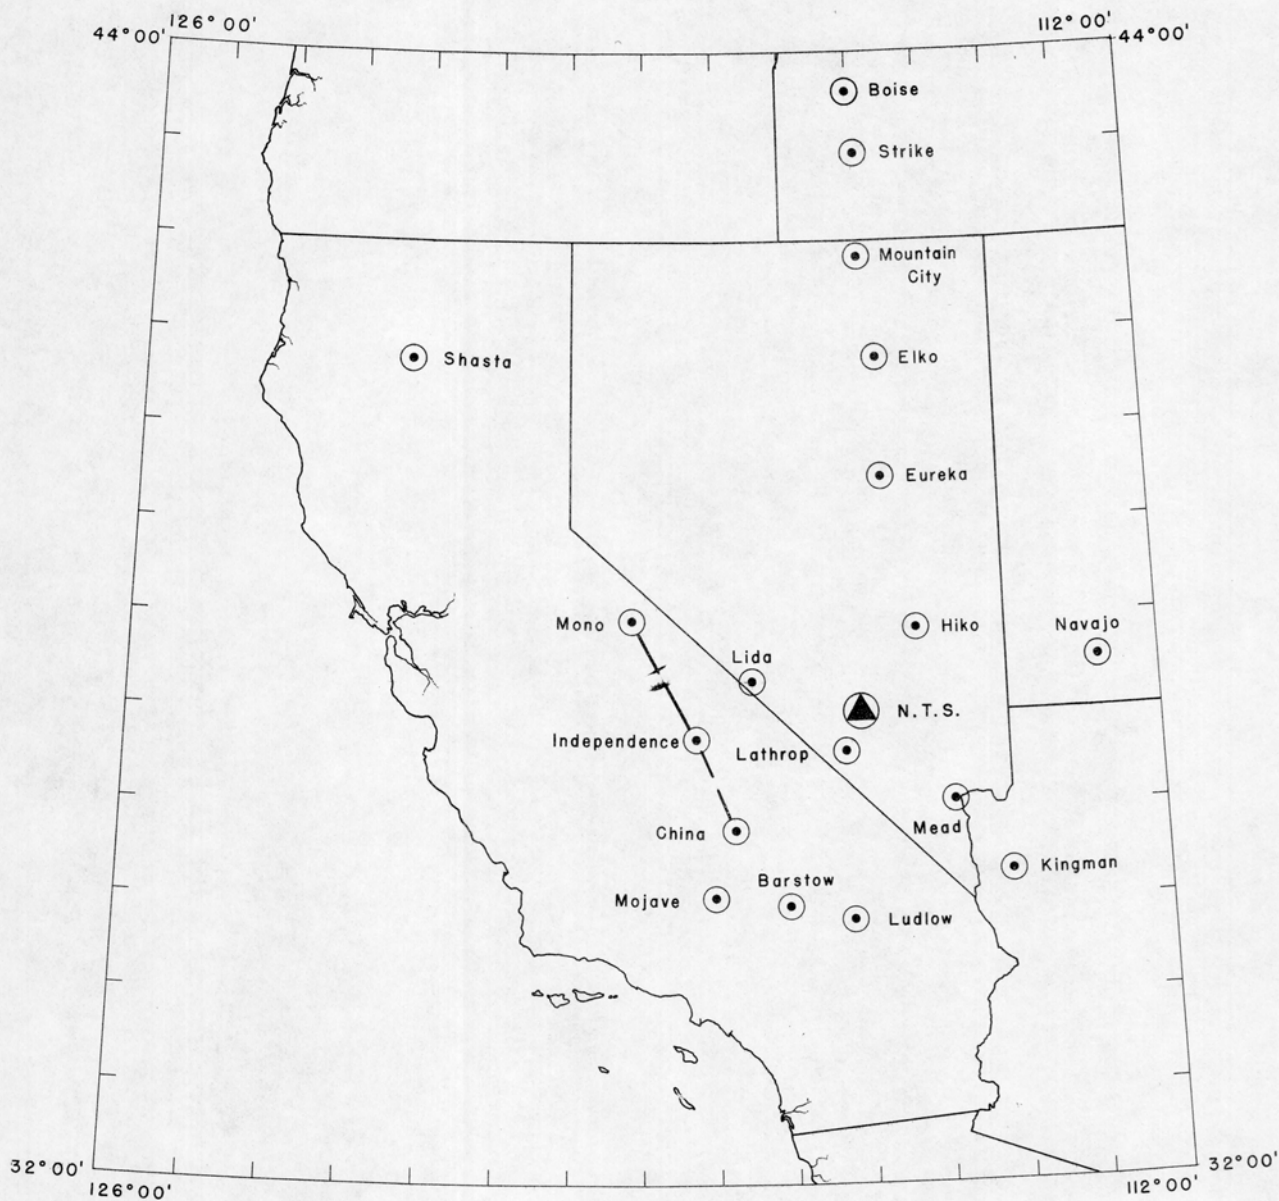 126° 00'
112° 00'
44° 00'
44° 00'
Boise
Strike
Mountain
City
Shasta
Elko
Eureka
Mono
Hiko
Navajo
Lida
N.T.S.
Independence
Lathrop
China
Mead
Barstow
Kingman
Mojave
Ludlow
32° 00'
32° 00'
126° 00'
112° 00'